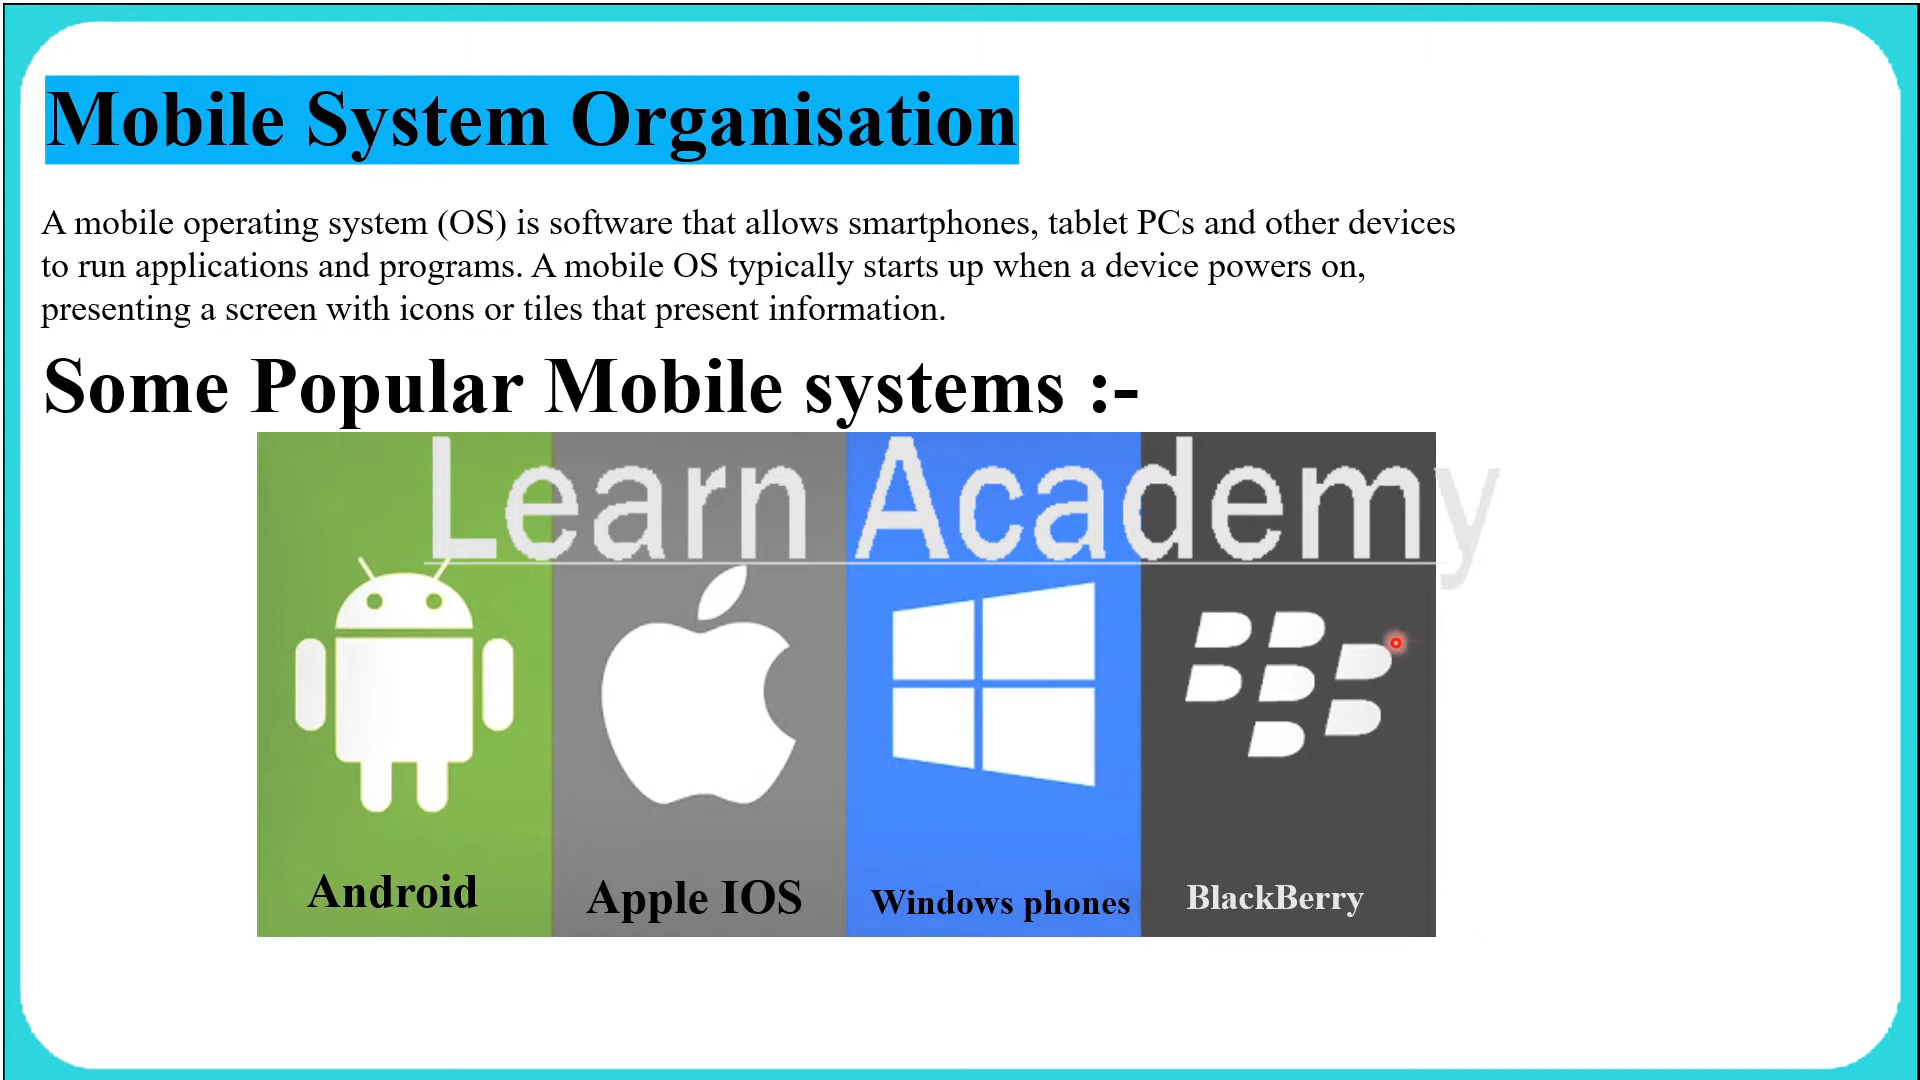 Mobile System Organisation
A mobile operating system (OS) is software that allows smartphones, tablet PCs and other devices
to run applications and programs. A mobile OS typically starts up when a device powers on,
presenting a screen with icons or tiles that present information.
Some Popular Mobile systems :-
Learn Academy
Android
Apple IOS
Windows phones
BlackBerry